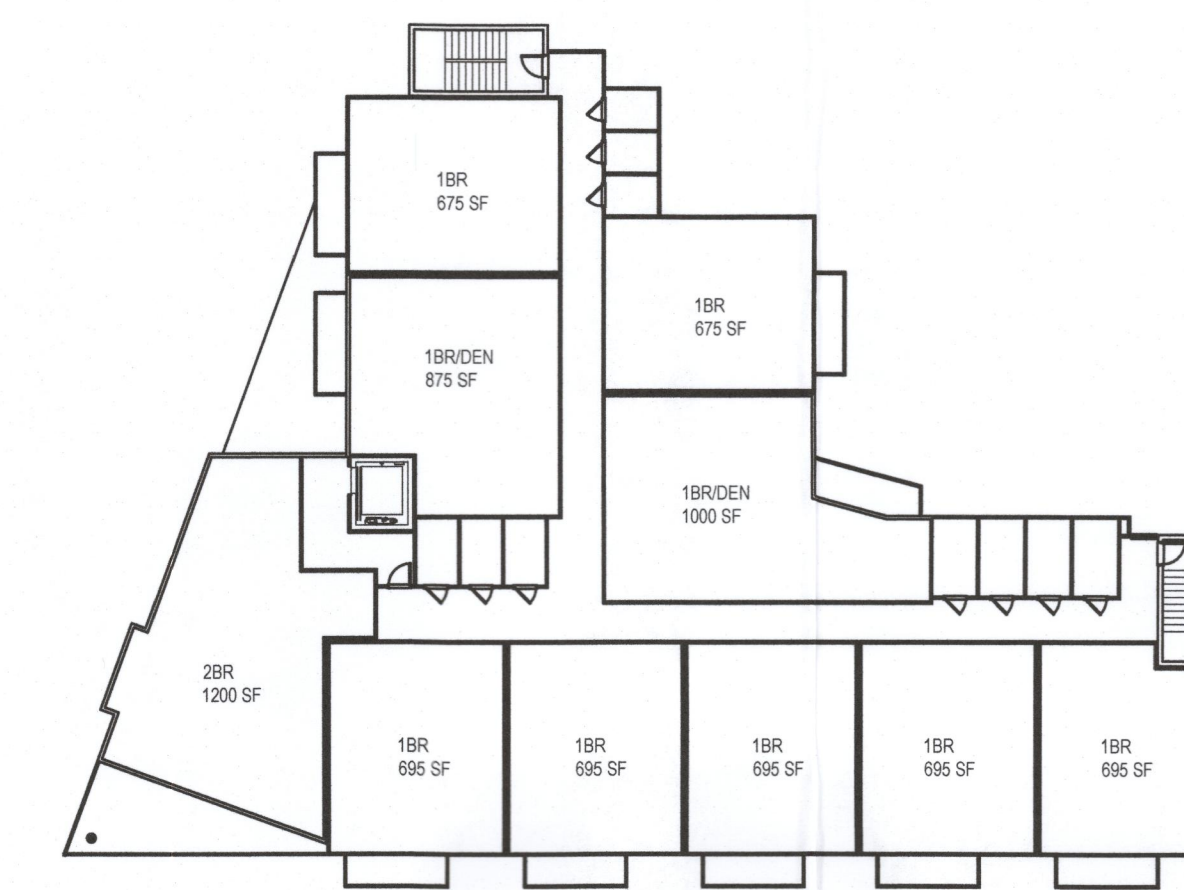 1BR
675 SF
1BR
675 SF
1BR/DEN
875 SF
1BR/DEN
1000 SF
2BR
1200 SF
1BR
695 SF
1BR
695 SF
1BR
695 SF
1BR
695 SF
1BR
695 SF